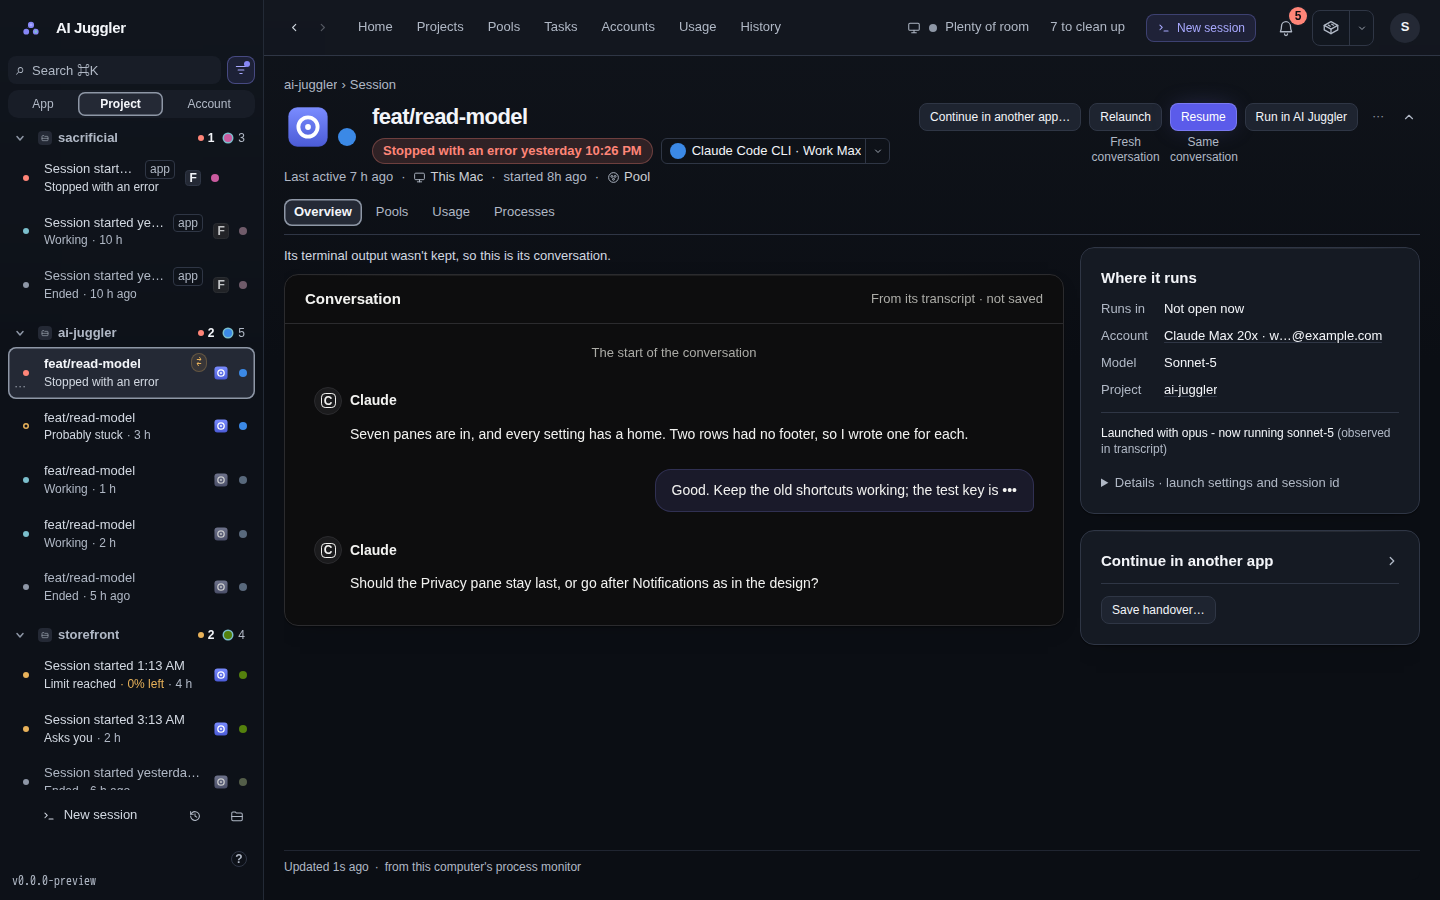 AI Juggler
Search ⌘K
App Project Account
sacrificial 1 3
Session start… app F
Stopped with an error
Session started ye… app F
Working · 10 h
Session started ye… app F
Ended · 10 h ago
ai-juggler 2 5
feat/read-model
Stopped with an error
…
feat/read-model
Probably stuck · 3 h
feat/read-model
Working · 1 h
feat/read-model
Working · 2 h
feat/read-model
Ended · 5 h ago
storefront 2 4
Session started 1:13 AM
Limit reached · 0% left · 4 h
Session started 3:13 AM
Asks you · 2 h
Session started yesterda…
Ended · 6 h ago
New session
?
v0.0.0-preview
Home Projects Pools Tasks Accounts Usage History
Plenty of room 7 to clean up New session 5 S
ai-juggler › Session
feat/read-model
Continue in another app… Relaunch Resume Run in AI Juggler …
Fresh conversation
Same conversation
Stopped with an error yesterday 10:26 PM Claude Code CLI · Work Max
Last active 7 h ago · This Mac · started 8h ago · Pool
Overview Pools Usage Processes
Its terminal output wasn't kept, so this is its conversation.
Conversation From its transcript · not saved
The start of the conversation
C Claude
Seven panes are in, and every setting has a home. Two rows had no footer, so I wrote one for each.
Good. Keep the old shortcuts working; the test key is •••
C Claude
Should the Privacy pane stay last, or go after Notifications as in the design?
Where it runs
Runs in Not open now
Account Claude Max 20x · w…@example.com
Model Sonnet-5
Project ai-juggler
Launched with opus - now running sonnet-5 (observed
in transcript)
Details · launch settings and session id
Continue in another app
Save handover…
Updated 1s ago · from this computer's process monitor